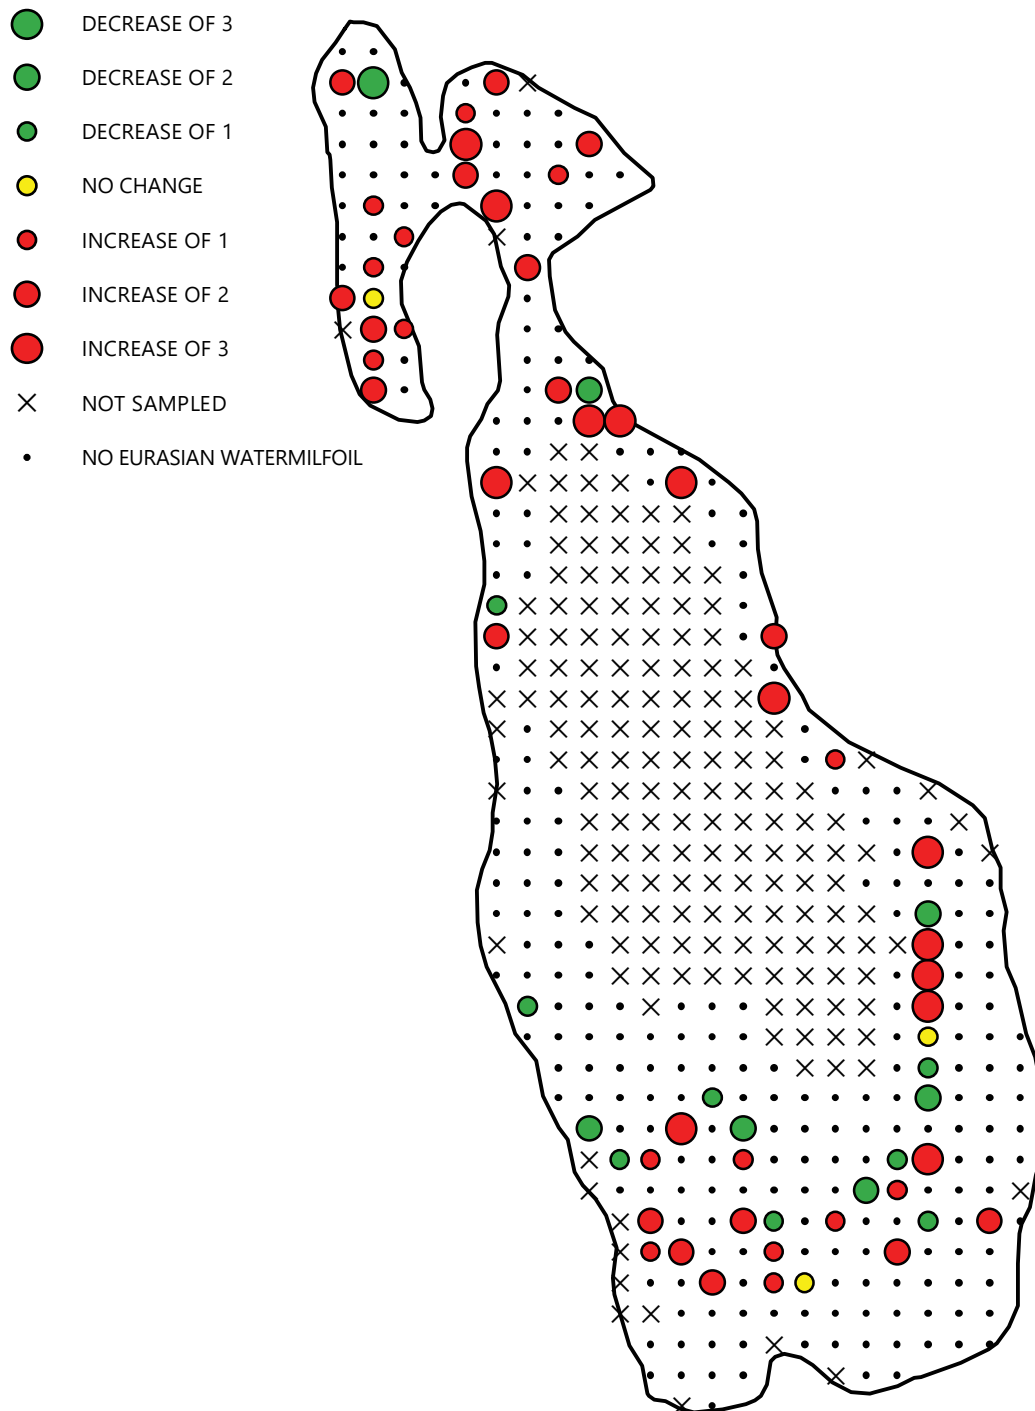 DECREASE OF 3
DECREASE OF 2
DECREASE OF 1
NO CHANGE
INCREASE OF 1
INCREASE OF 2
INCREASE OF 3
NOT SAMPLED
NO EURASIAN WATERMILFOIL